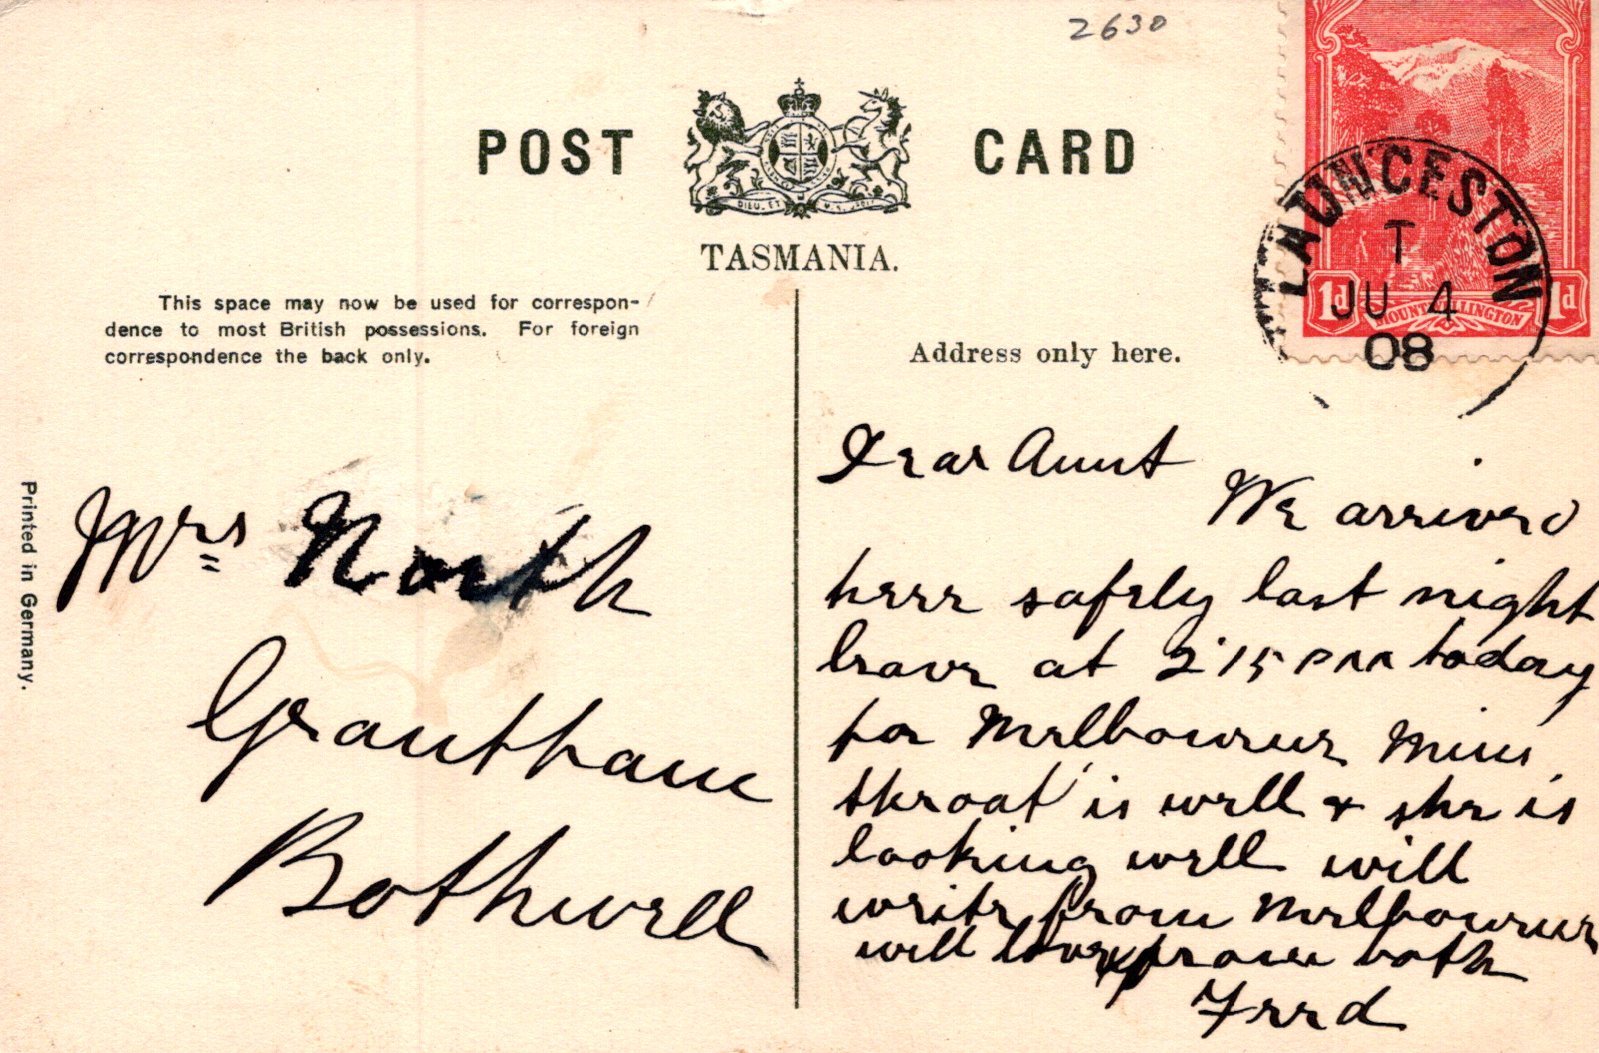 2630
POST CARD
DIEU ET
TASMANIA.
This space may now be used for correspon-
dence to most British possessions. For foreign
correspondence the back only.
Address only here.
LAUNCESTON
T
JU 4
08
1d 1d
MOUNT WELLINGTON
Printed in Germany.
Mrs North
Grantham
Bothwell
Dear Aunt
We arrived
here safely last night
leave at 2.15 PM today
for Melbourne
throat is well & she is
looking well will
write from Melbourne
will love from both
Fred